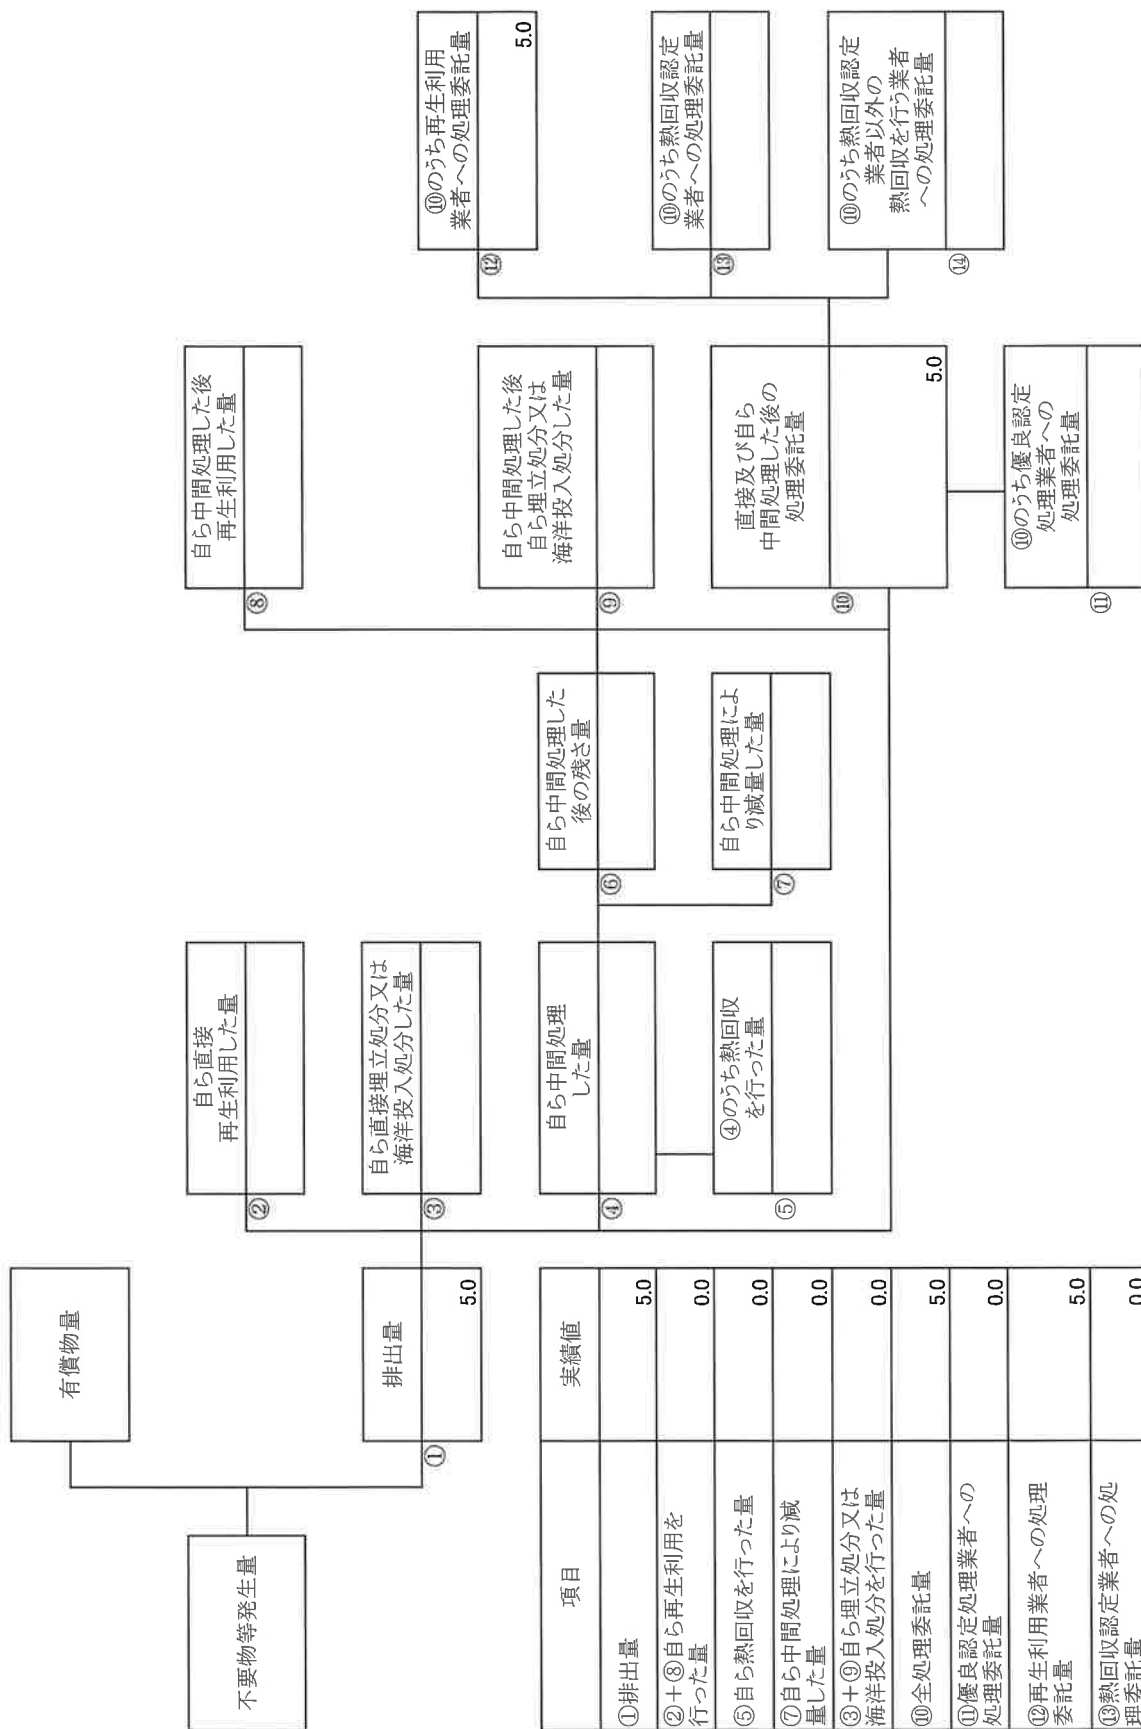 不要物等発生量
有償物量
①
排出量
5.0
②
自ら直接
再生利用した量
③
自ら直接埋立処分又は
海洋投入処分した量
④
自ら中間処理
した量
⑤
④のうち熱回収
を行った量
⑥
自ら中間処理した
後の残さ量
⑦
自ら中間処理によ
り減量した量
⑧
自ら中間処理した後
再生利用した量
⑨
自ら中間処理した後
自ら埋立処分又は
海洋投入処分した量
⑩
直接及び自ら
中間処理した後の
処理委託量
5.0
⑪
⑩のうち優良認定
処理業者への
処理委託量
⑫
⑩のうち再生利用
業者への処理委託量
5.0
⑬
⑩のうち熱回収認定
業者への処理委託量
⑭
⑩のうち熱回収認定
業者以外の
熱回収を行う業者
への処理委託量
項目
実績値
①排出量
5.0
②+⑧自ら再生利用を
行った量
0.0
⑤自ら熱回収を行った量
0.0
⑦自ら中間処理により減
量した量
0.0
③+⑨自ら埋立処分又は
海洋投入処分を行った量
0.0
⑩全処理委託量
5.0
⑪優良認定処理業者への
処理委託量
0.0
⑫再生利用業者への処理
委託量
5.0
⑬熱回収認定業者への処
理委託量
0.0